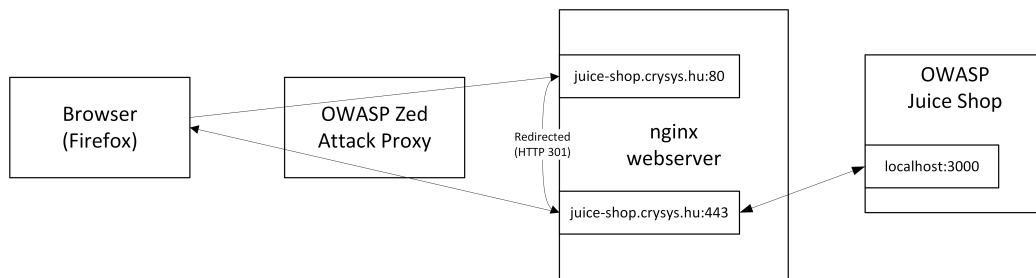 Browser
(Firefox)
OWASP Zed
Attack Proxy
juice-shop.crysys.hu:80
Redirected
(HTTP 301)
nginx
webserver
juice-shop.crysys.hu:443
OWASP
Juice Shop
localhost:3000